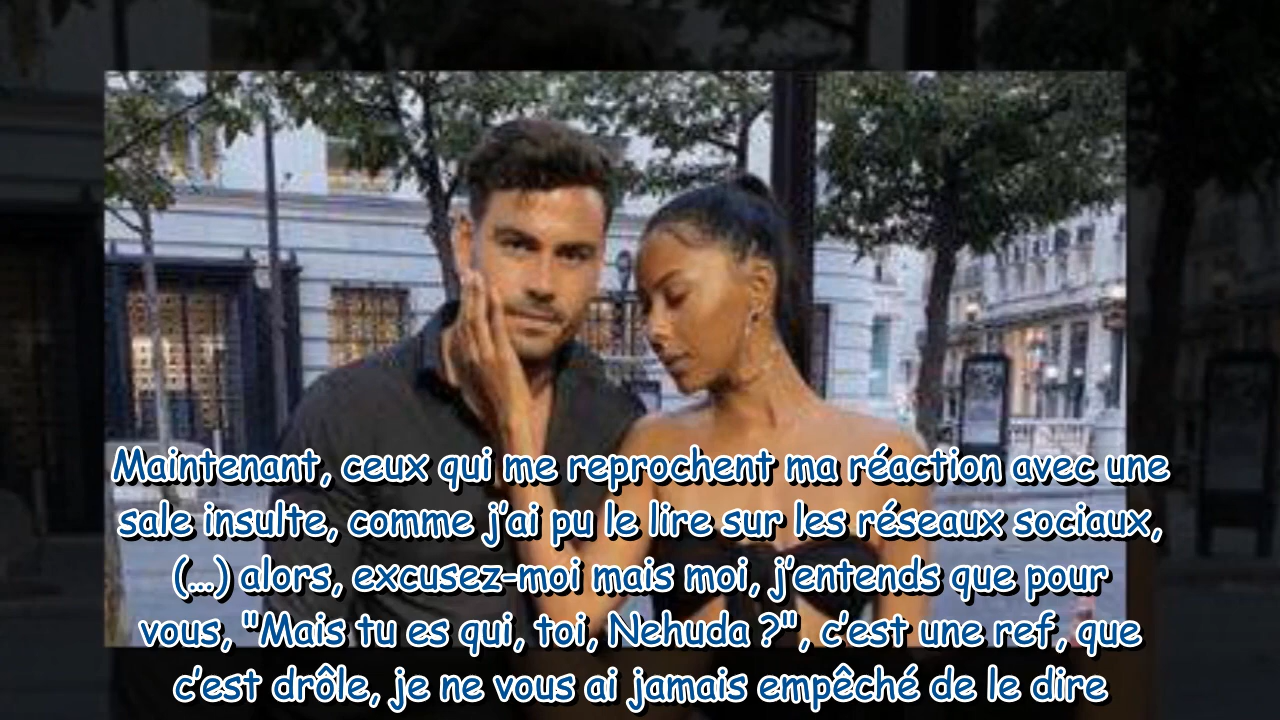 Maintenant, ceux qui me reprochent ma réaction avec une
sale insulte, comme j'ai pu le lire sur les réseaux sociaux,
(...) alors, excusez-moi mais moi, j'entends que pour
vous, "Mais tu es qui, toi, Nehuda ?", c'est une ref, que
c'est drôle, je ne vous ai jamais empêché de le dire